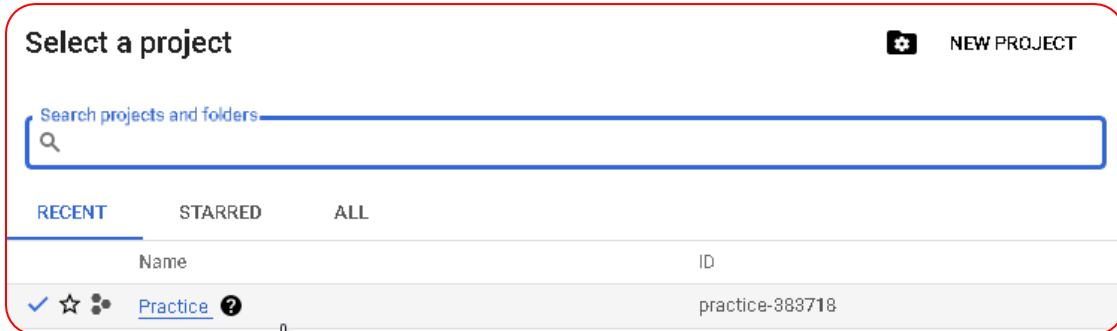 Select a project
NEW PROJECT
Search projects and folders
RECENT STARRED ALL
Name ID
Practice practice-383718